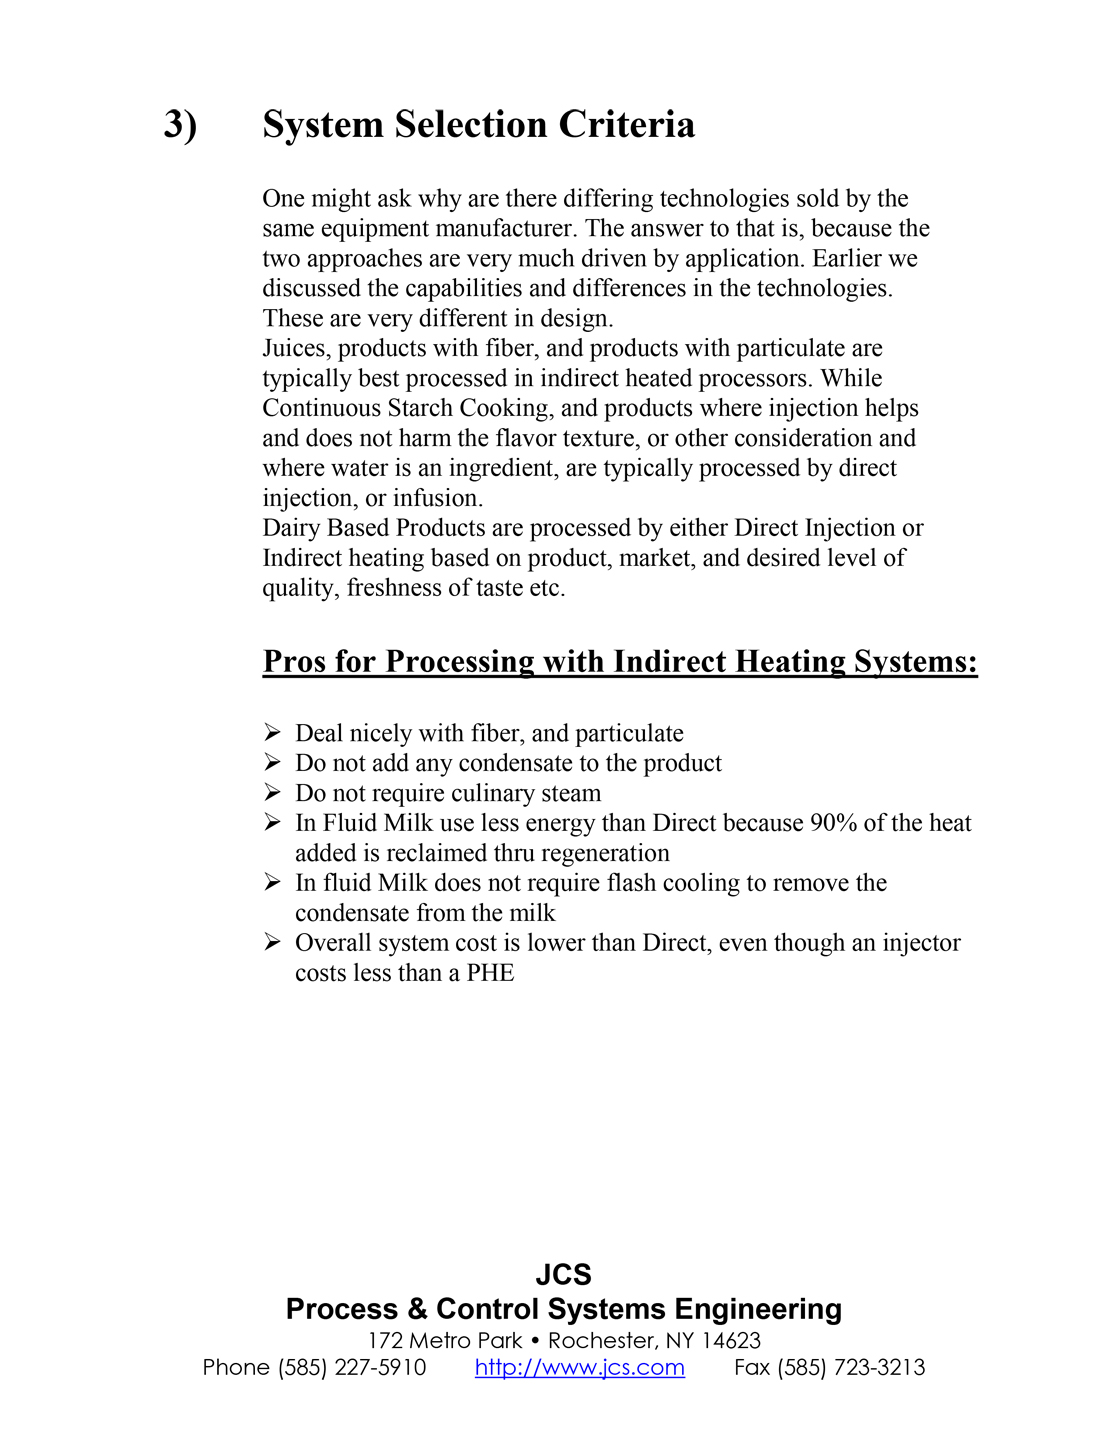 3) System Selection Criteria
One might ask why are there differing technologies sold by the
same equipment manufacturer. The answer to that is, because the
two approaches are very much driven by application. Earlier we
discussed the capabilities and differences in the technologies.
These are very different in design.
Juices, products with fiber, and products with particulate are
typically best processed in indirect heated processors. While
Continuous Starch Cooking, and products where injection helps
and does not harm the flavor texture, or other consideration and
where water is an ingredient, are typically processed by direct
injection, or infusion.
Dairy Based Products are processed by either Direct Injection or
Indirect heating based on product, market, and desired level of
quality, freshness of taste etc.
Pros for Processing with Indirect Heating Systems:
➢ Deal nicely with fiber, and particulate
➢ Do not add any condensate to the product
➢ Do not require culinary steam
➢ In Fluid Milk use less energy than Direct because 90% of the heat
added is reclaimed thru regeneration
➢ In fluid Milk does not require flash cooling to remove the
condensate from the milk
➢ Overall system cost is lower than Direct, even though an injector
costs less than a PHE
JCS
Process & Control Systems Engineering
172 Metro Park • Rochester, NY 14623
Phone (585) 227-5910 http://www.jcs.com Fax (585) 723-3213